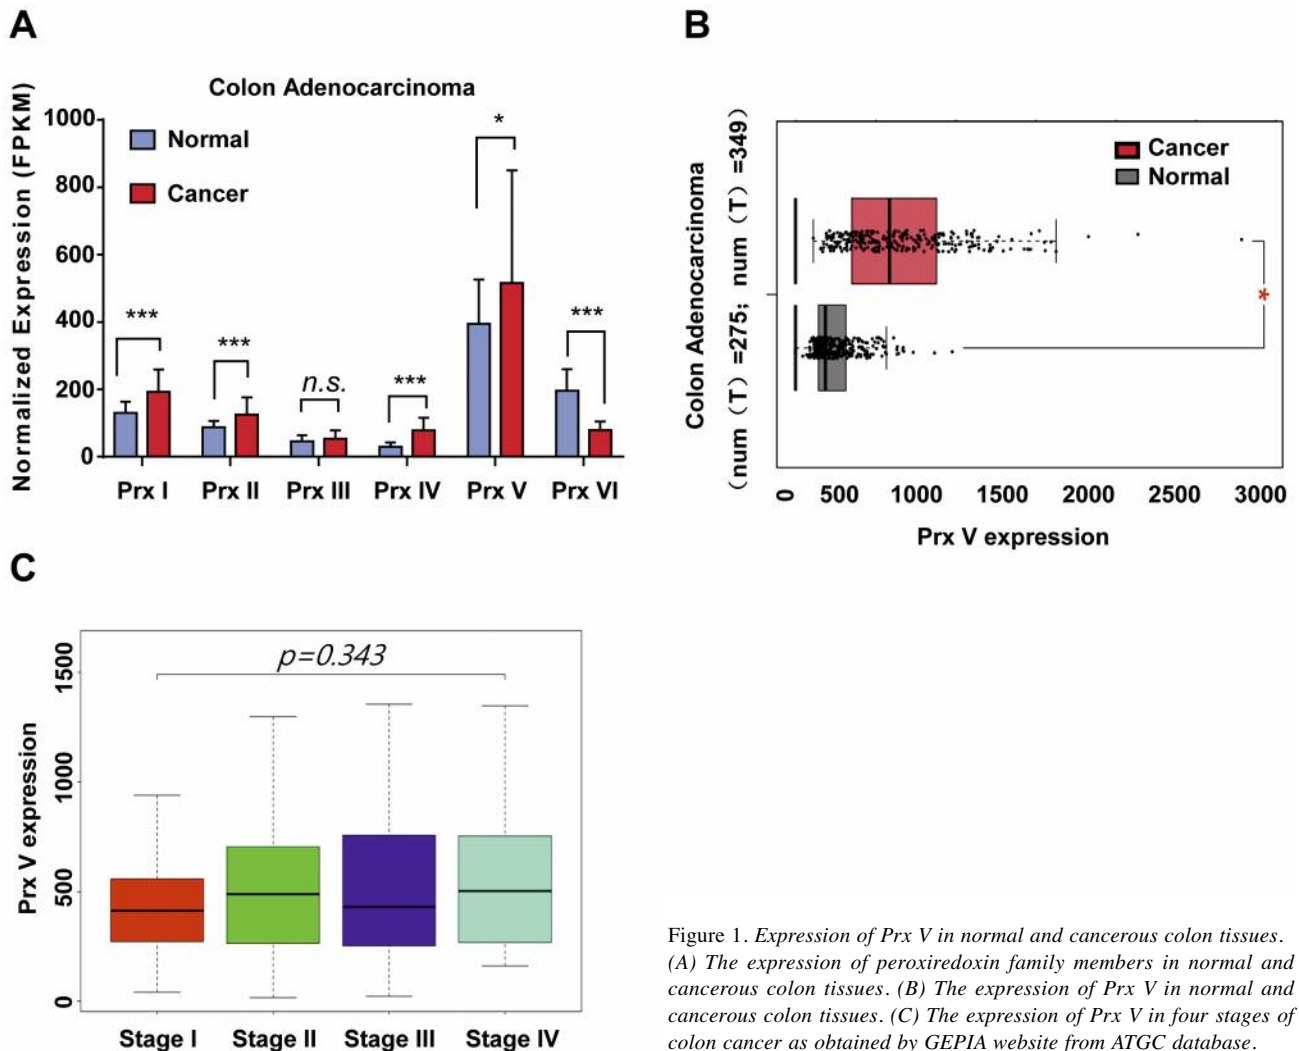 A
Colon Adenocarcinoma
Normalized Expression (FPKM)
1000
800
600
400
200
0
Normal
Cancer
***
***
n.s.
***
*
***
Prx I
Prx II
Prx III
Prx IV
Prx V
Prx VI
B
Colon Adenocarcinoma
(num (T) =275; num (T) =349)
Cancer
Normal
*
0
500
1000
1500
2000
2500
3000
Prx V expression
C
Prx V expression
1500
1000
500
0
p=0.343
Stage I
Stage II
Stage III
Stage IV
Figure 1. Expression of Prx V in normal and cancerous colon tissues.
(A) The expression of peroxiredoxin family members in normal and
cancerous colon tissues. (B) The expression of Prx V in normal and
cancerous colon tissues. (C) The expression of Prx V in four stages of
colon cancer as obtained by GEPIA website from ATGC database.